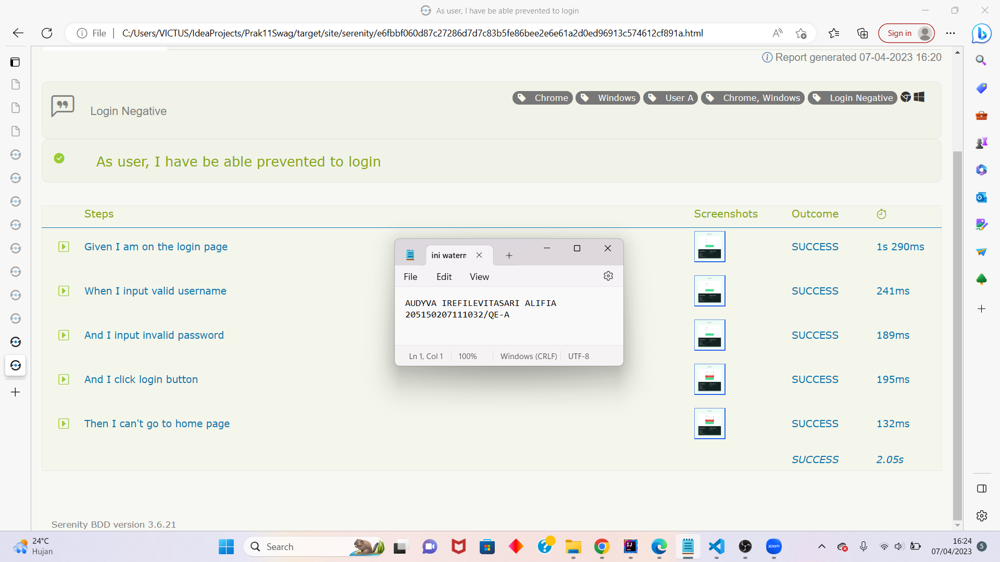 As user, I have be able prevented to login
File
C:/Users/VICTUS/IdeaProjects/Prak11Swag/target/site/serenity/e6fbbf060d87c27286d7d7c83b5fe86bee2e6e61a2d0ed96913c574612cf891a.html
Sign in
Report generated 07-04-2023 16:20
Login Negative
Chrome
Windows
User A
Chrome, Windows
Login Negative
As user, I have be able prevented to login
Steps Screenshots Outcome
Given I am on the login page SUCCESS 1s 290ms
When I input valid username SUCCESS 241ms
And I input invalid password SUCCESS 189ms
And I click login button SUCCESS 195ms
Then I can't go to home page SUCCESS 132ms
SUCCESS 2.05s
ini watern
File Edit View
AUDYVA IREFILEVITASARI ALIFIA
205150207111032/QE-A
Ln 1, Col 1 100% Windows (CRLF) UTF-8
Serenity BDD version 3.6.21
24°C
Hujan
Search
zoom
16:24
07/04/2023
5